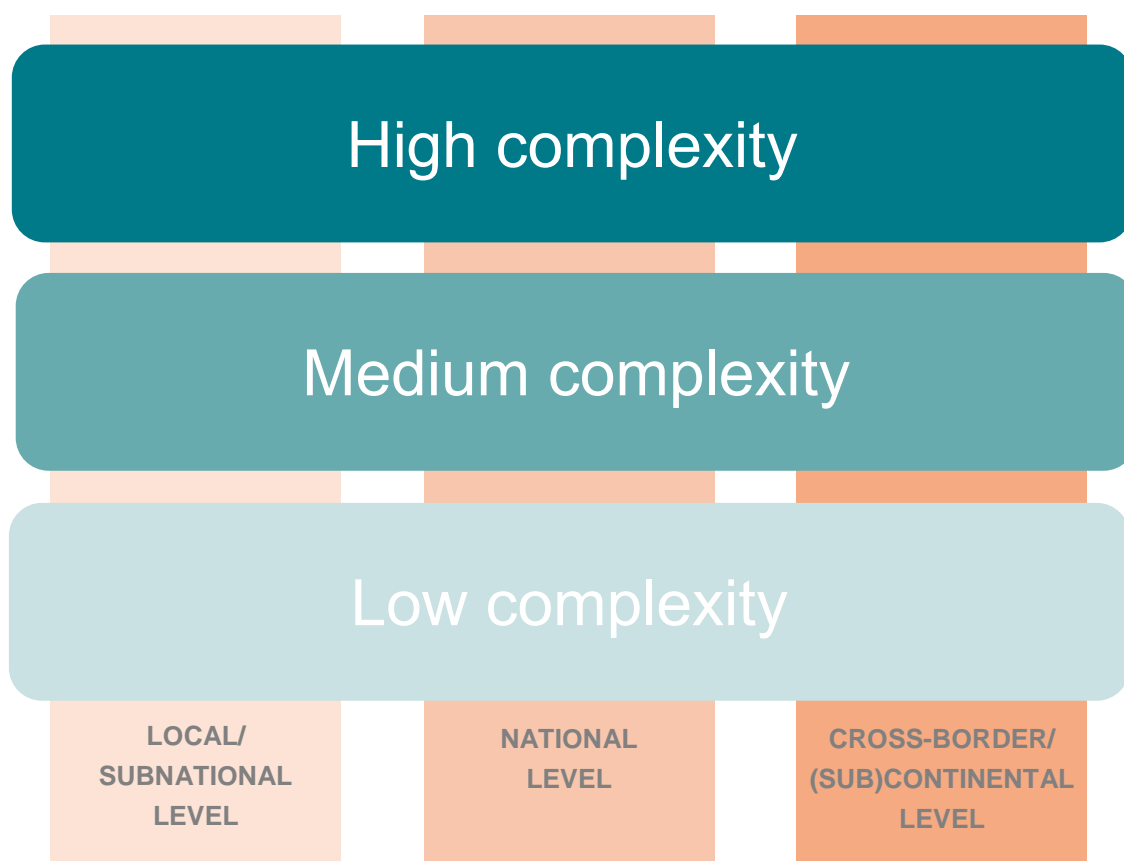 High complexity
Medium complexity
Low complexity
LOCAL/
SUBNATIONAL
LEVEL
NATIONAL
LEVEL
CROSS-BORDER/
(SUB)CONTINENTAL
LEVEL